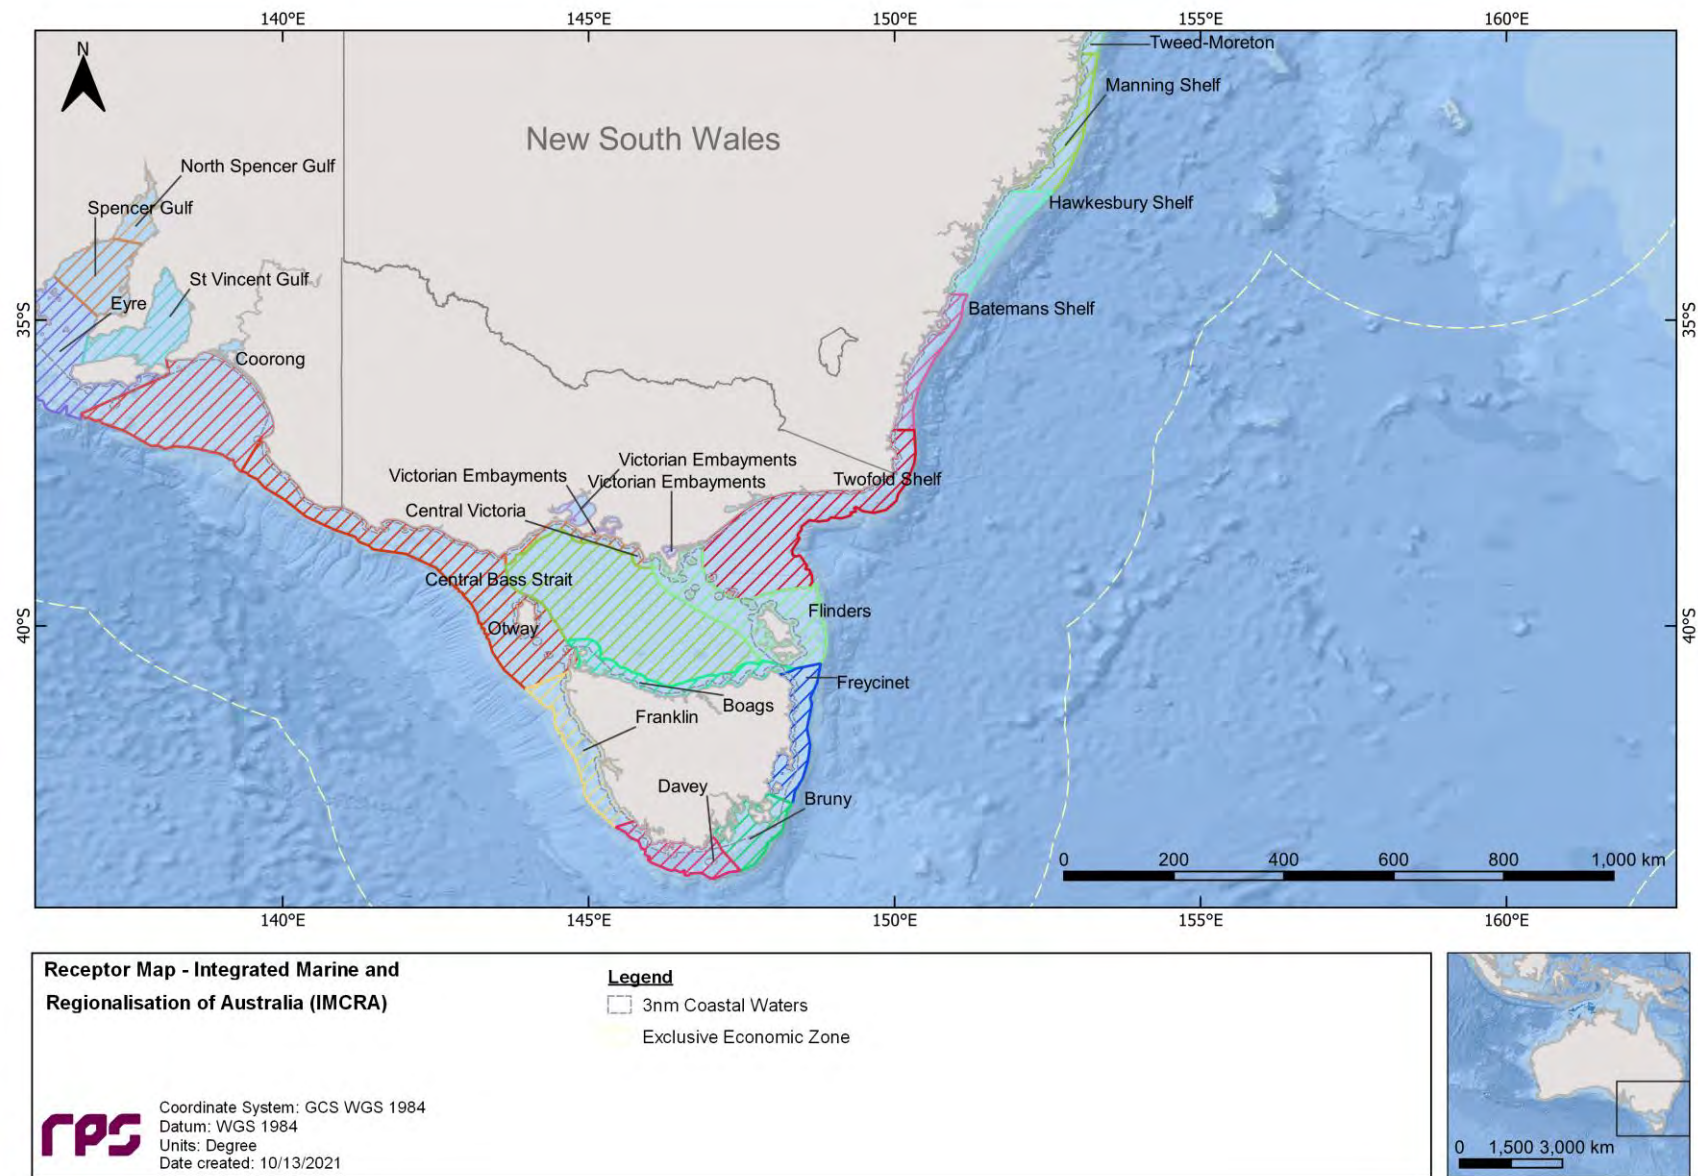 140°E 145°E 150°E 155°E 160°E
N
Tweed-Moreton
Manning Shelf
New South Wales
North Spencer Gulf
Spencer Gulf
Hawkesbury Shelf
St Vincent Gulf
Eyre
Batemans Shelf
35°S
35°S
Coorong
Victorian Embayments
Victorian Embayments
Victorian Embayments
Twofold Shelf
Central Victoria
Central Bass Strait
Flinders
40°S
40°S
Otway
Freycinet
Boags
Franklin
Davey
Bruny
0 200 400 600 800 1,000 km
140°E 145°E 150°E 155°E 160°E
Receptor Map - Integrated Marine and
Regionalisation of Australia (IMCRA)
Legend
3nm Coastal Waters
Exclusive Economic Zone
rps
Coordinate System: GCS WGS 1984
Datum: WGS 1984
Units: Degree
Date created: 10/13/2021
0 1,500 3,000 km